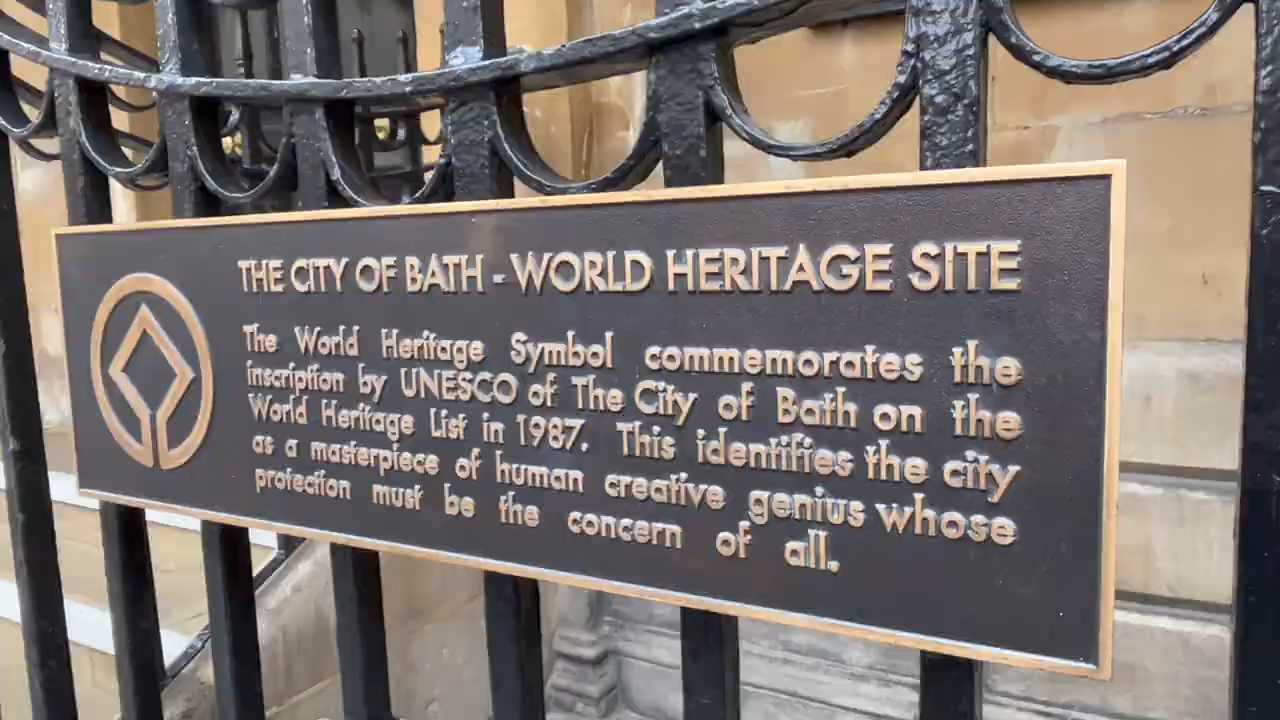 THE CITY OF BATH - WORLD HERITAGE SITE
The World Heritage Symbol commemorates the
inscription by UNESCO of The City of Bath on the
World Heritage List in 1987. This identifies the city
as a masterpiece of human creative genius whose
protection must be the concern of all.